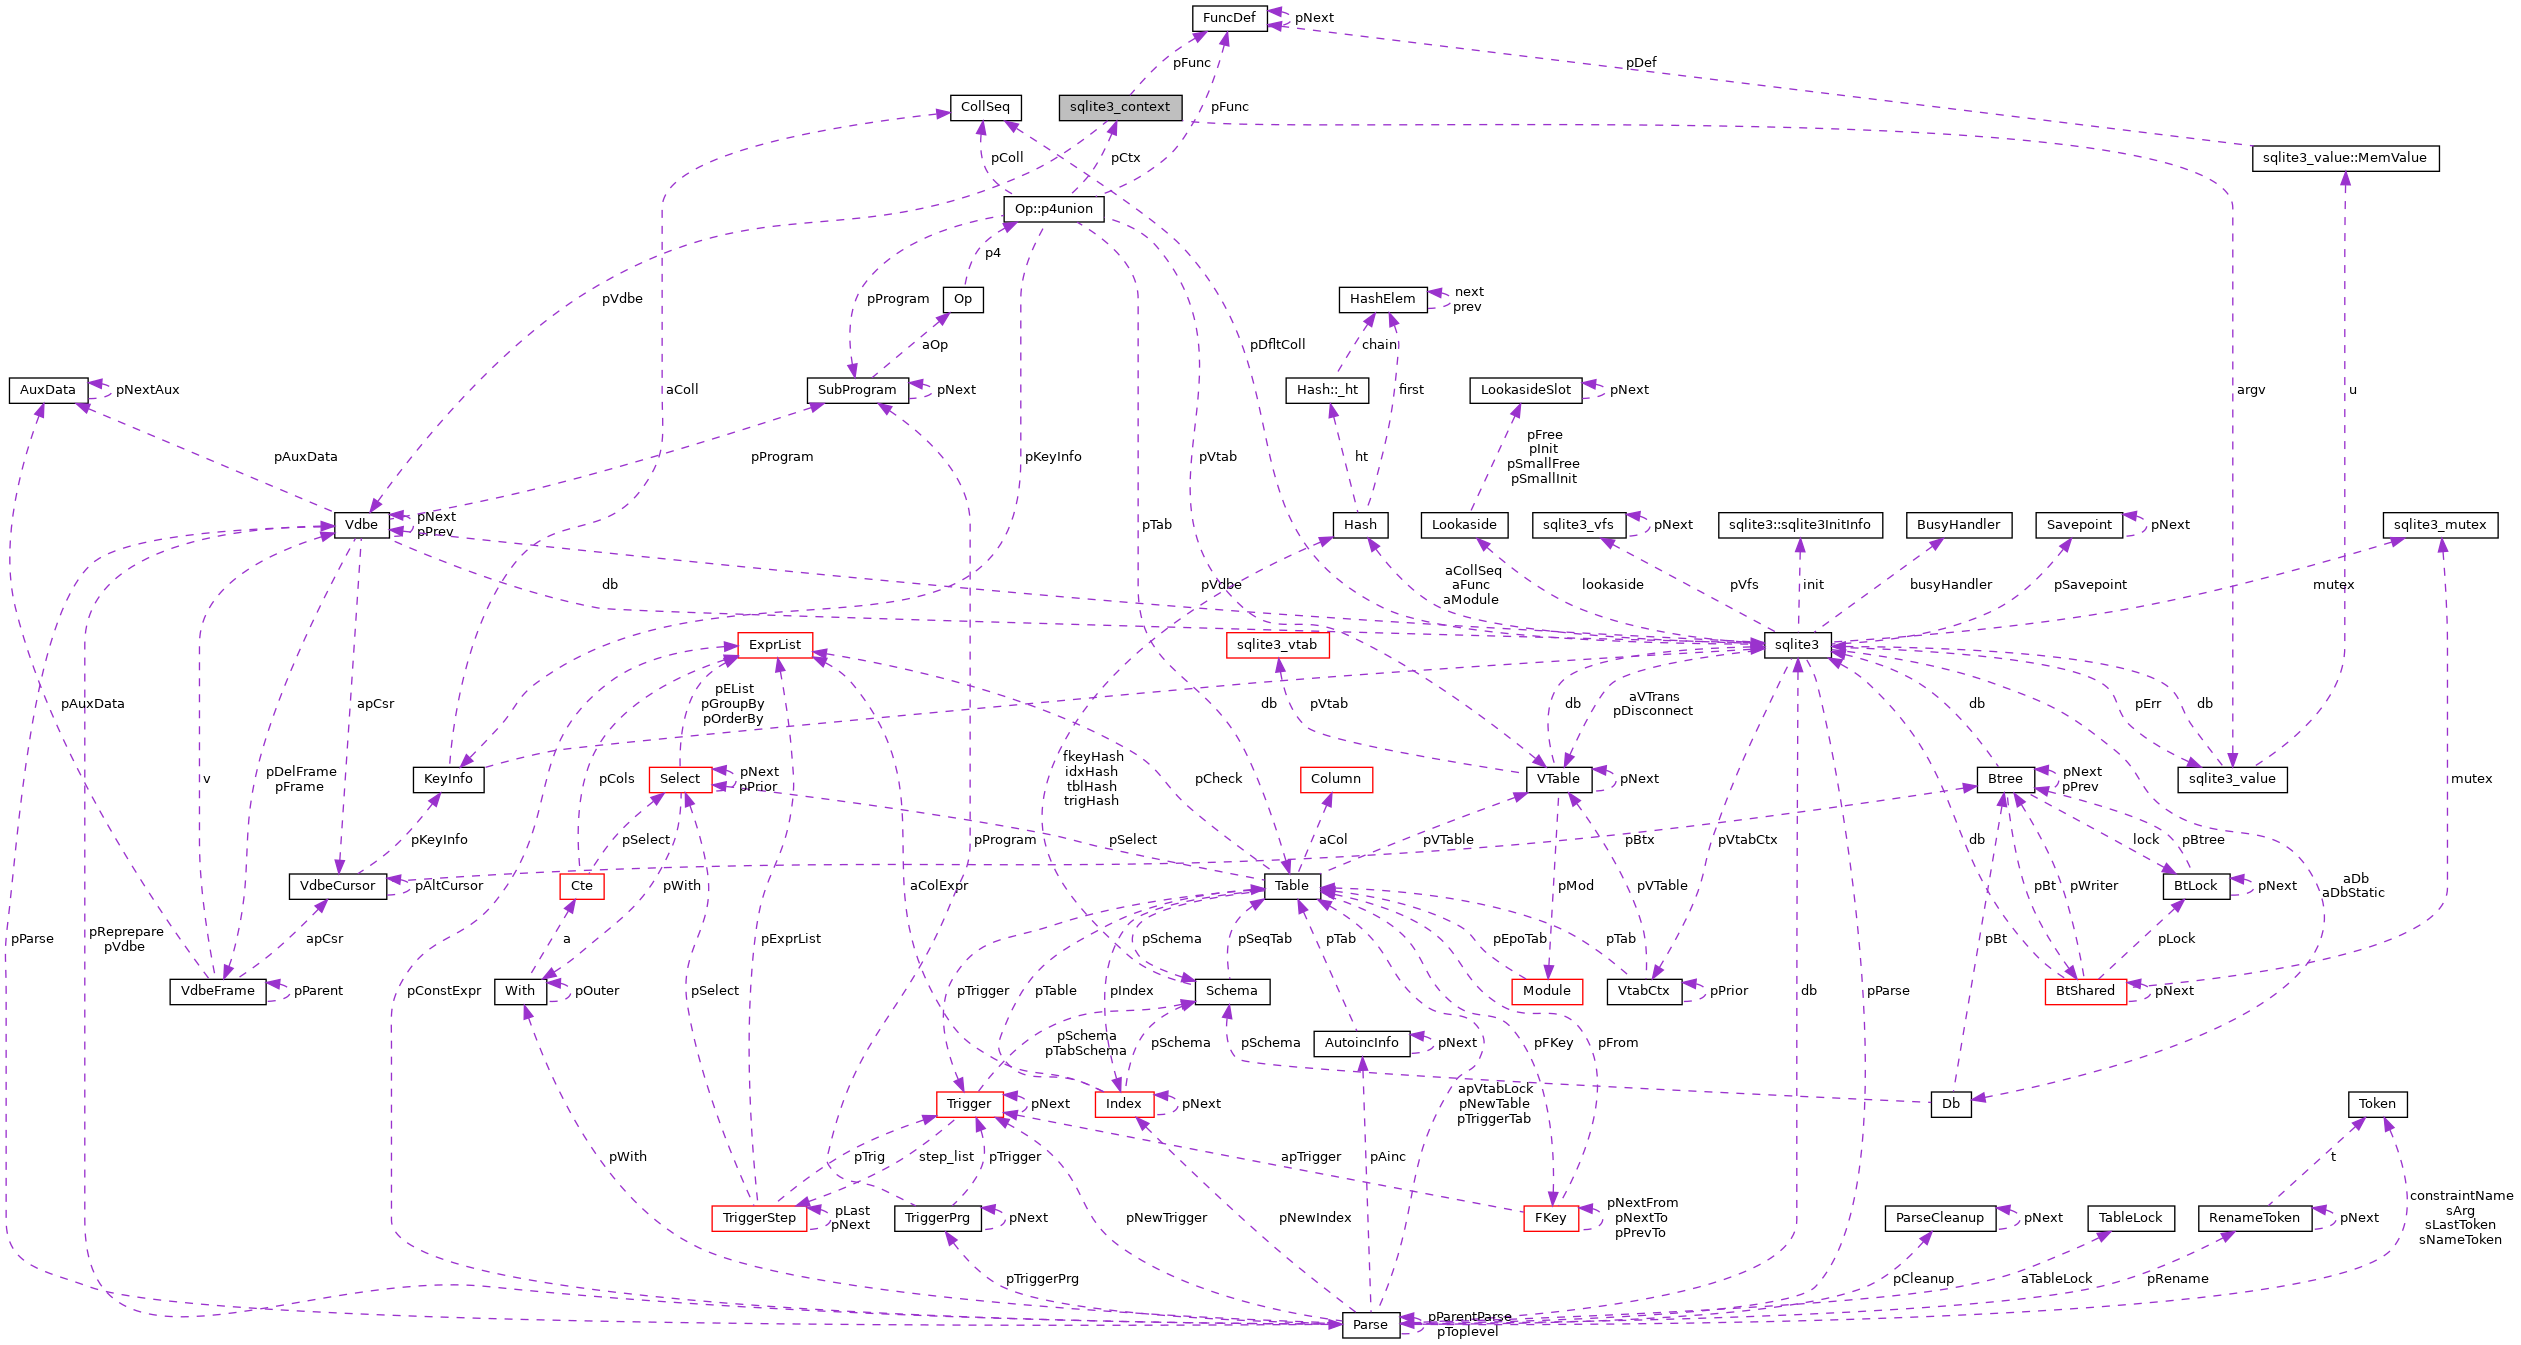 FuncDef
pNext
pFunc
pDef
CollSeq
sqlite3_context
pFunc
pColl
pCtx
sqlite3_value::MemValue
Op::p4union
p4
pVdbe
pProgram
Op
HashElem
next
prev
aOp
pDfltColl
chain
AuxData
pNextAux
aColl
SubProgram
pNext
Hash::_ht
first
LookasideSlot
pNext
argv
u
pAuxData
pProgram
pKeyInfo
pVtab
ht
pFree
pInit
pSmallFree
pSmallInit
Vdbe
pNext
pPrev
pTab
Hash
Lookaside
sqlite3_vfs
pNext
sqlite3::sqlite3InitInfo
BusyHandler
Savepoint
pNext
sqlite3_mutex
db
pVdbe
aCollSeq
aFunc
aModule
lookaside
pVfs
init
busyHandler
pSavepoint
mutex
ExprList
sqlite3_vtab
sqlite3
pAuxData
apCsr
pEList
pGroupBy
pOrderBy
db
pVtab
db
aVTrans
pDisconnect
db
pErr
db
pDelFrame
pFrame
v
KeyInfo
pCols
Select
pNext
pPrior
fkeyHash
idxHash
tblHash
trigHash
pCheck
Column
VTable
pNext
Btree
pNext
pPrev
sqlite3_value
mutex
pKeyInfo
pSelect
pSelect
aCol
pVTable
pBtx
pVtabCtx
db
lock
pBtree
VdbeCursor
pAltCursor
Cte
pWith
pProgram
aColExpr
Table
pMod
pVTable
pBt
pWriter
BtLock
pNext
aDb
aDbStatic
pParse
pReprepare
pVdbe
apCsr
a
pExprList
pSchema
pSeqTab
pTab
pEpoTab
pTab
pBt
pLock
VdbeFrame
pParent
pConstExpr
With
pOuter
pSelect
pTrigger
pTable
pIndex
Schema
Module
VtabCtx
pPrior
db
pParse
BtShared
pNext
pSchema
pTabSchema
pSchema
pSchema
AutoincInfo
pNext
pFKey
pFrom
Trigger
pNext
Index
pNext
apVtabLock
pNewTable
pTriggerTab
Db
Token
pWith
pTrig
step_list
pTrigger
apTrigger
pAinc
t
TriggerStep
pLast
pNext
TriggerPrg
pNext
pNewTrigger
pNewIndex
FKey
pNextFrom
pNextTo
pPrevTo
ParseCleanup
pNext
TableLock
RenameToken
pNext
constraintName
sArg
sLastToken
sNameToken
pTriggerPrg
pCleanup
aTableLock
pRename
Parse
pParentParse
pToplevel